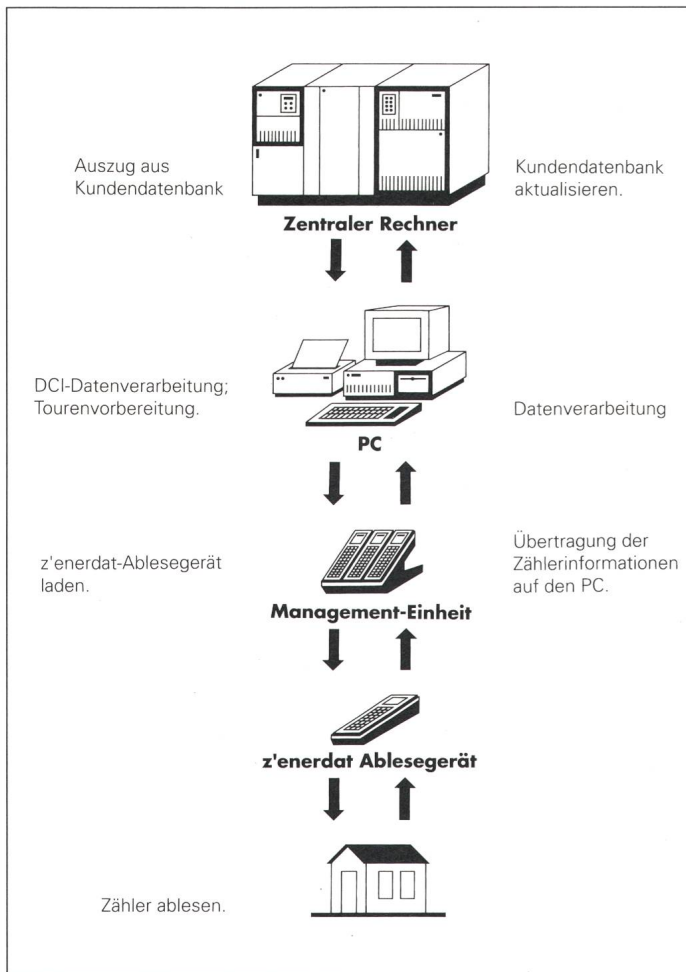 Auszug aus
Kundendatenbank
Kundendatenbank
aktualisieren.
Zentraler Rechner
DCI-Datenverarbeitung;
Tourenvorbereitung.
Datenverarbeitung
PC
z'enerdat-Ablesegerät
laden.
Übertragung der
Zählerinformationen
auf den PC.
Management-Einheit
z'enerdat Ablesegerät
Zähler ablesen.